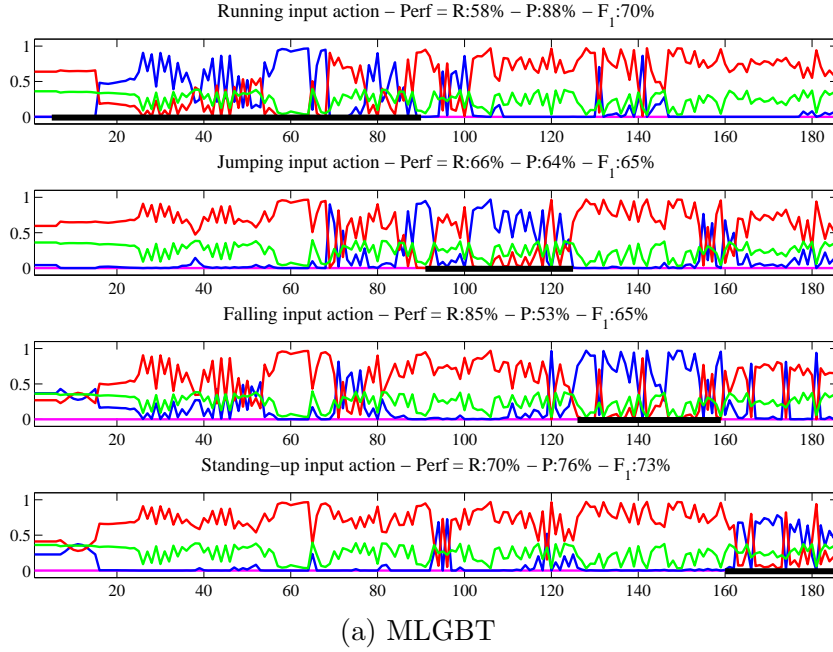 Running input action – Perf = R:58% – P:88% – F1:70%
1
0.5
0
20 40 60 80 100 120 140 160 180
Jumping input action – Perf = R:66% – P:64% – F1:65%
1
0.5
0
20 40 60 80 100 120 140 160 180
Falling input action – Perf = R:85% – P:53% – F1:65%
1
0.5
0
20 40 60 80 100 120 140 160 180
Standing–up input action – Perf = R:70% – P:76% – F1:73%
1
0.5
0
20 40 60 80 100 120 140 160 180
(a) MLGBT